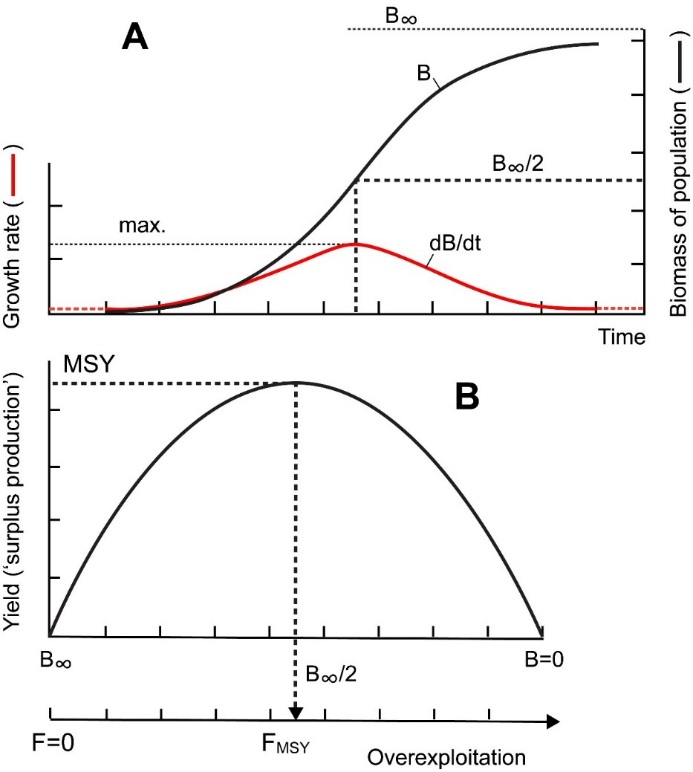 A
B∞
B
B∞/2
max.
dB/dt
Growth rate ( — )
Biomass of population ( — )
Time
MSY
B
Yield (‘surplus production’)
B∞
B=0
B∞/2
F=0
FMSY
Overexploitation